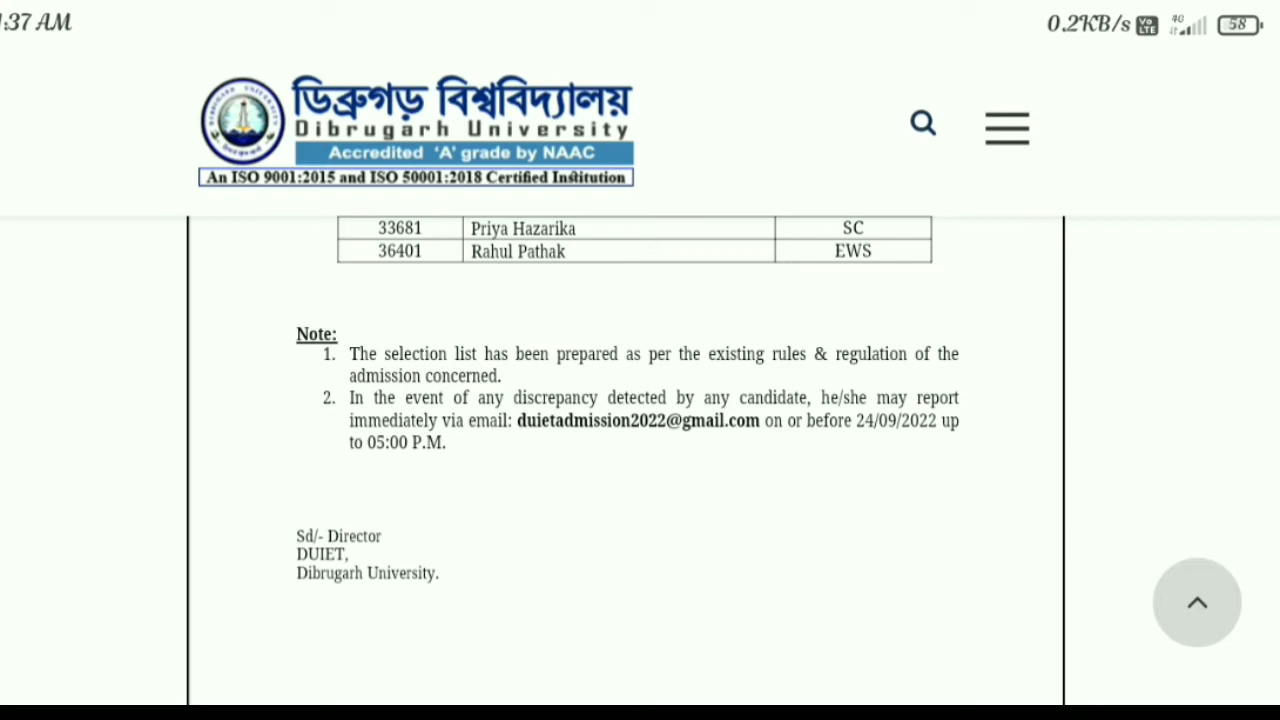 :37 AM
0.2KB/s Vo LTE 4G 58
ডিব্রুগড় বিশ্ববিদ্যালয়
Dibrugarh University
Accredited ‘A’ grade by NAAC
An ISO 9001:2015 and ISO 50001:2018 Certified Institution
33681 Priya Hazarika SC
36401 Rahul Pathak EWS
Note:
1. The selection list has been prepared as per the existing rules & regulation of the
admission concerned.
2. In the event of any discrepancy detected by any candidate, he/she may report
immediately via email: duietadmission2022@gmail.com on or before 24/09/2022 up
to 05:00 P.M.
Sd/- Director
DUIET,
Dibrugarh University.